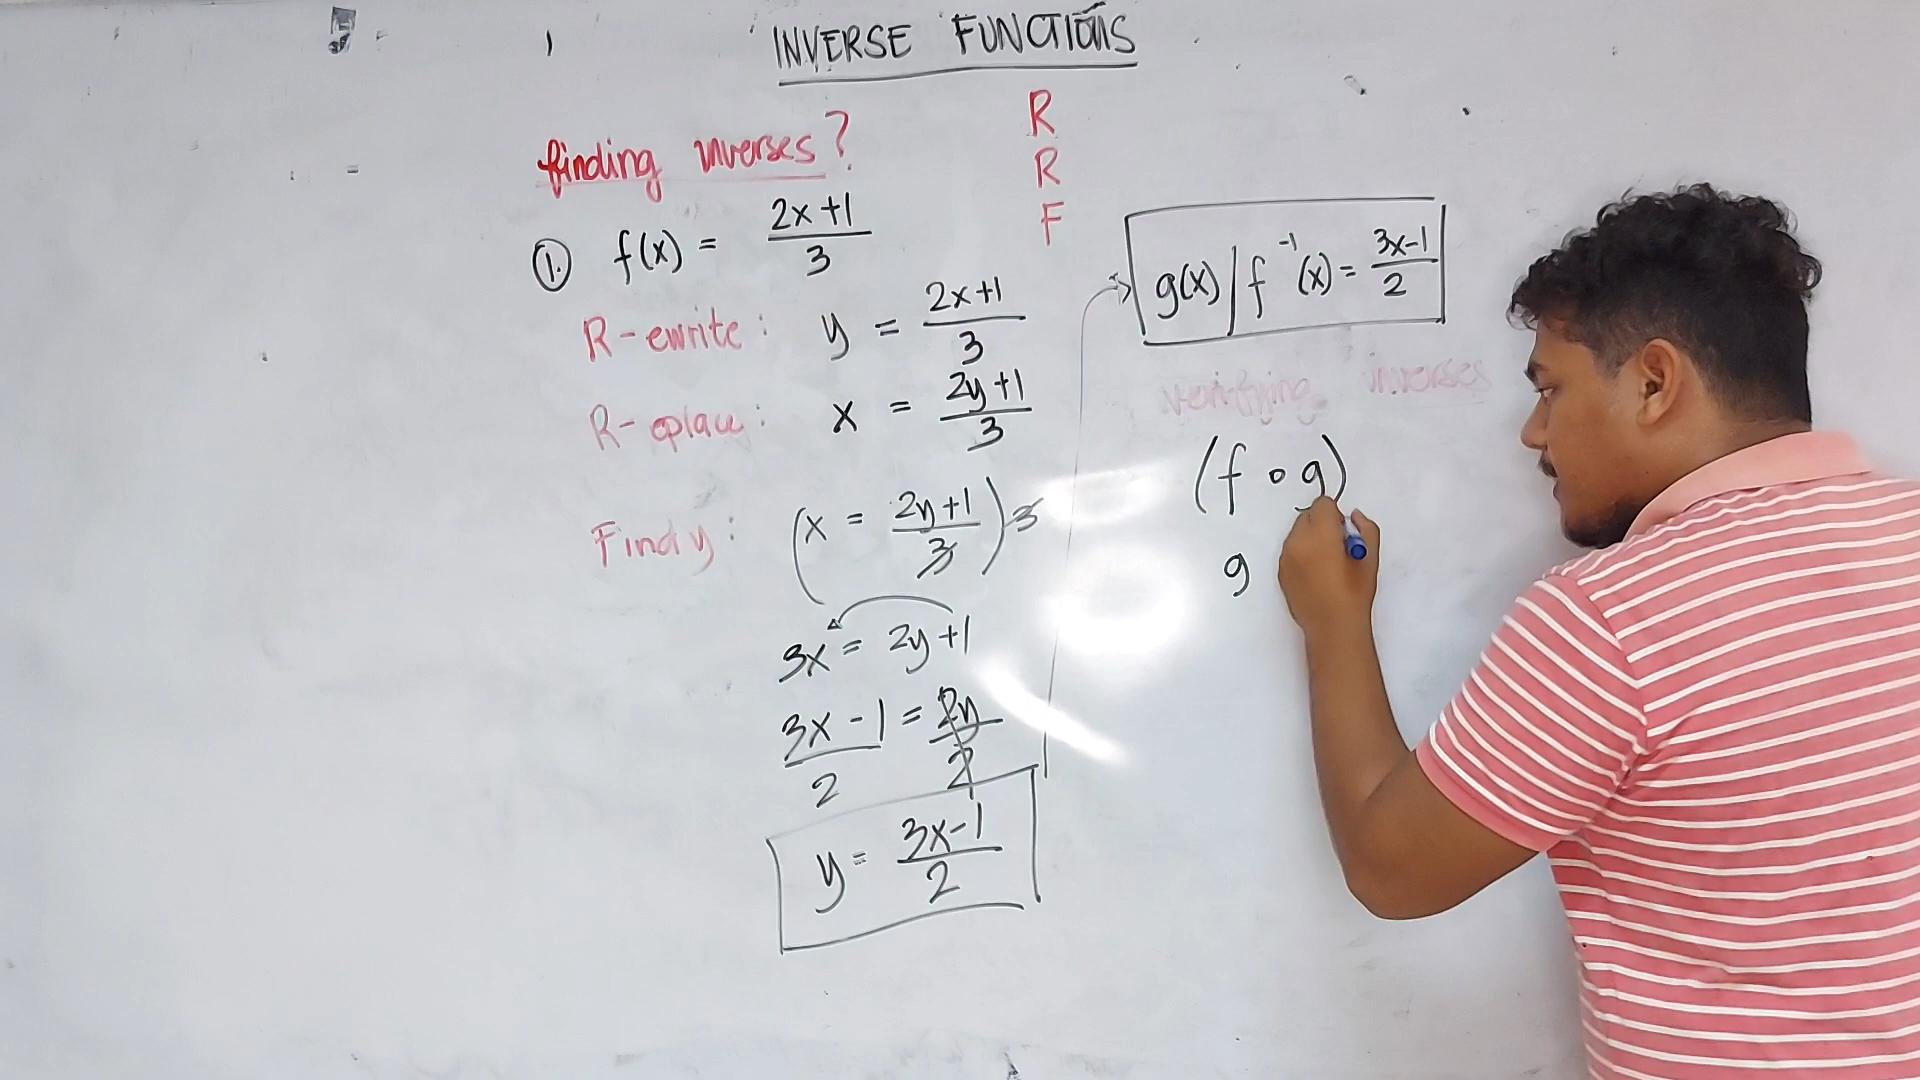 INVERSE FUNCTIONS
finding inverses?
R
R
F
① f(x) = 2x+1/3
R-ewrite: y = 2x+1/3
R-eplace: x = 2y+1/3
Find y: (x = 2y+1/3)3
3x = 2y+1
3x-1/2 = 2y/2
y = 3x-1/2
g(x)/f⁻¹(x) = 3x-1/2
verifying inverses
(f ∘ g)
g